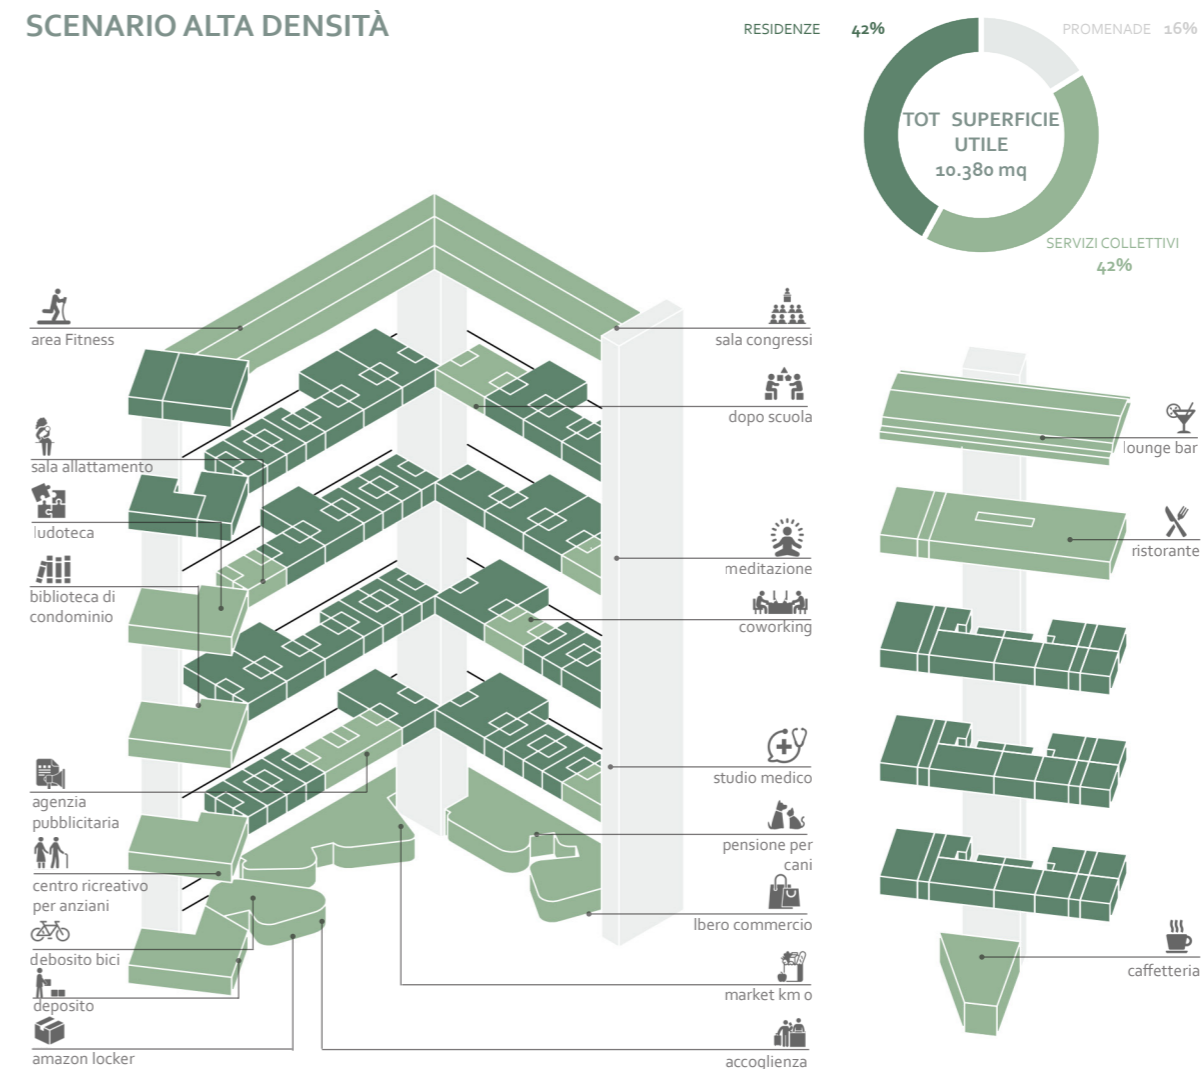 SCENARIO ALTA DENSITÀ
RESIDENZE 42%
PROMENADE 16%
TOT SUPERFICIE
UTILE
10.380 mq
SERVIZI COLLETTIVI
42%
area Fitness
sala allattamento
ludoteca
biblioteca di
condominio
agenzia
pubblicitaria
centro ricreativo
per anziani
debosito bici
deposito
amazon locker
sala congressi
dopo scuola
meditazione
coworking
studio medico
pensione per
cani
lbero commercio
market km 0
accoglienza
lounge bar
ristorante
caffetteria